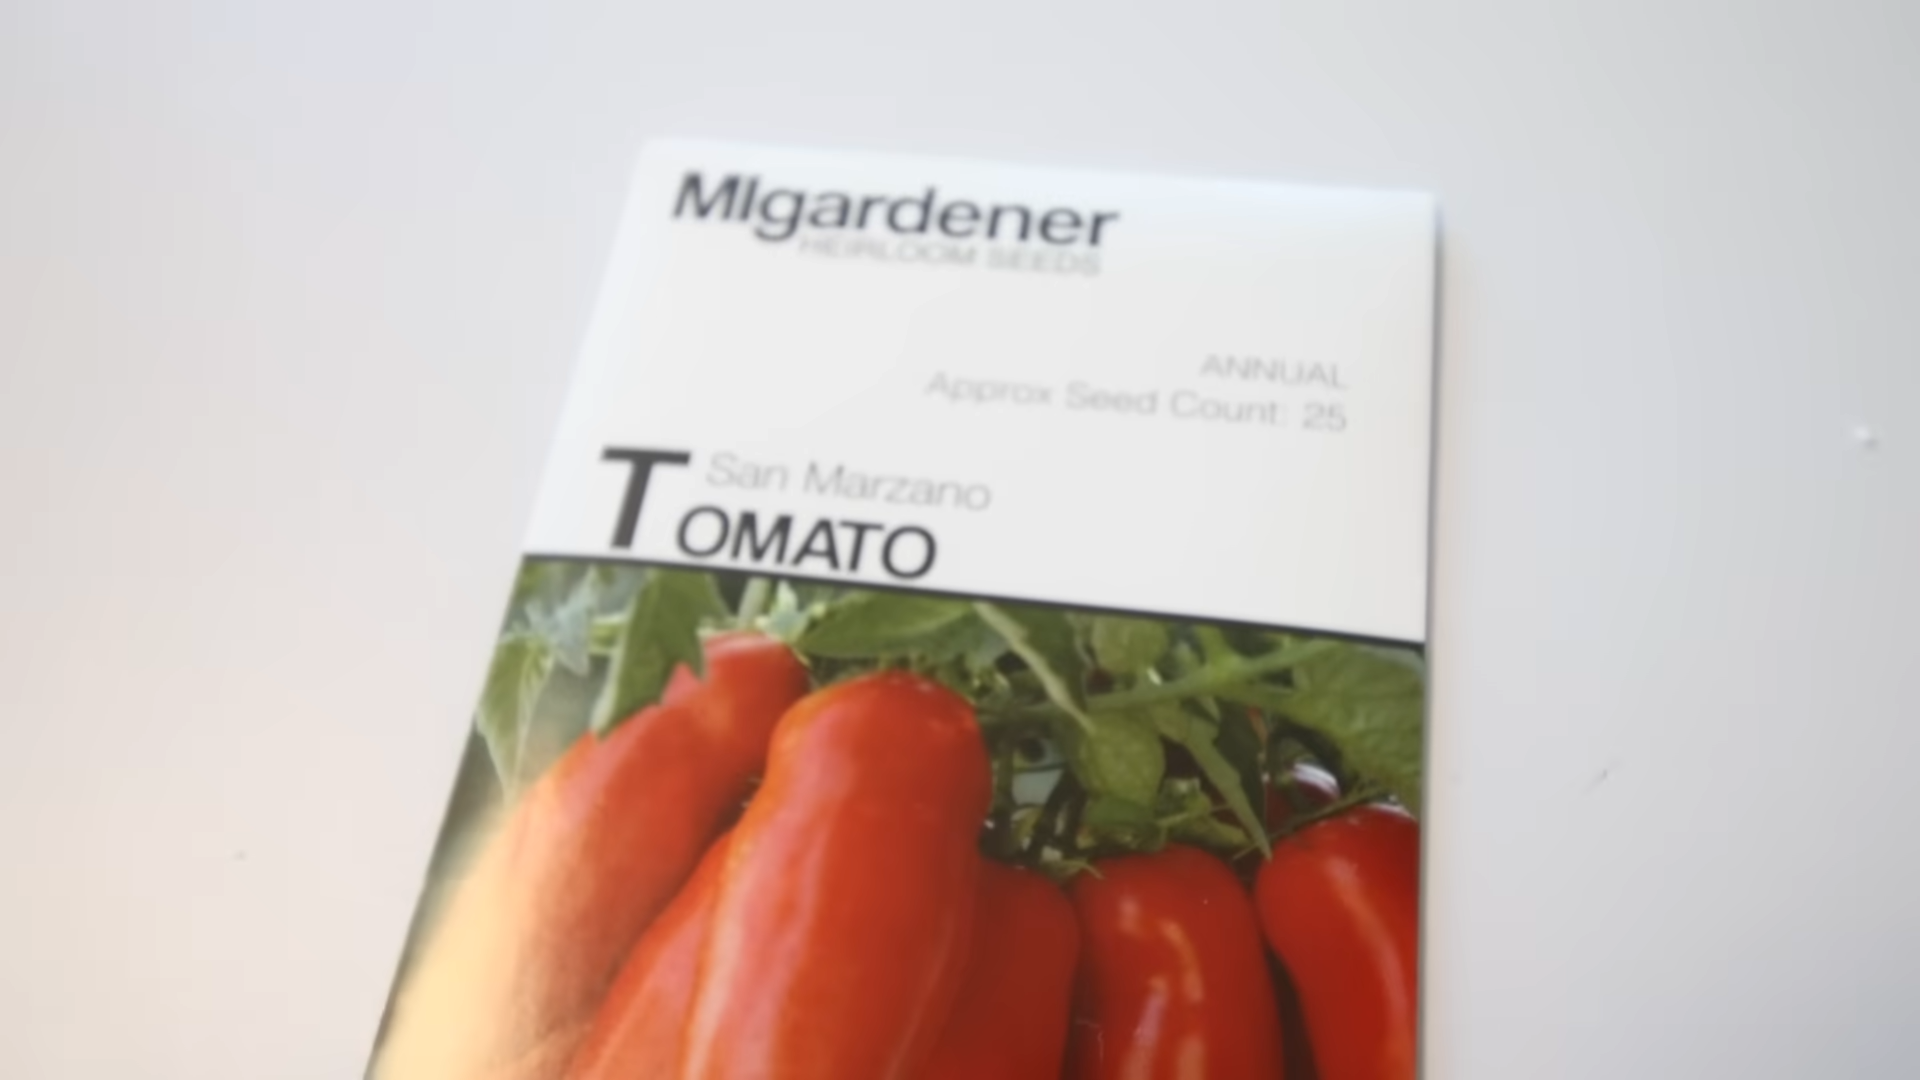 MIgardener
HEIRLOOM SEEDS
ANNUAL
Approx Seed Count: 25
San Marzano
TOMATO